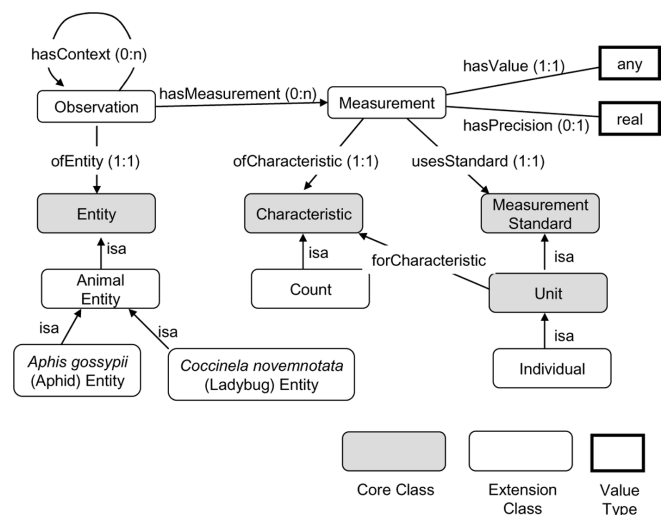 hasContext (0:n)
hasValue (1:1)
any
Observation
hasMeasurement (0:n)
Measurement
hasPrecision (0:1)
real
ofEntity (1:1)
ofCharacteristic (1:1)
usesStandard (1:1)
Entity
Characteristic
Measurement
Standard
isa
isa
forCharacteristic
isa
Animal
Entity
Count
Unit
isa
isa
isa
Aphis gossypii
(Aphid) Entity
Coccinela novemnotata
(Ladybug) Entity
Individual
Core Class
Extension
Class
Value
Type